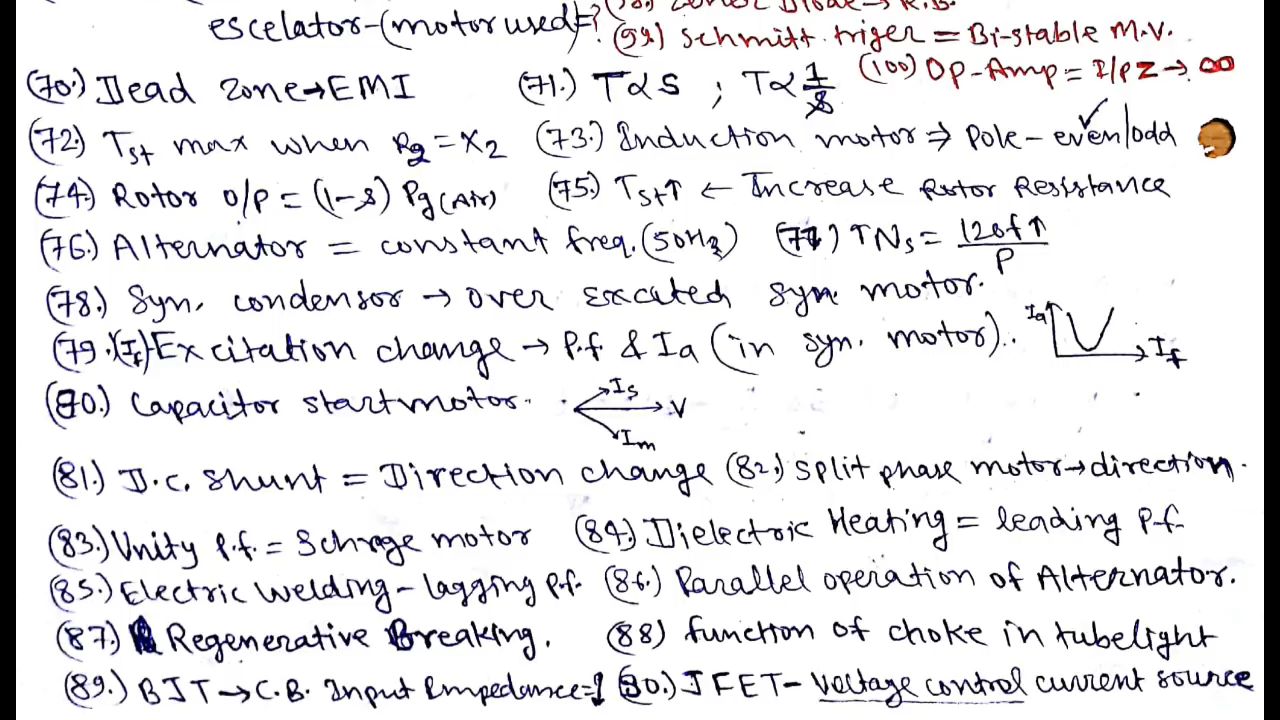 escelator-(motor used)=?
(99) Schmitt triger = Bi-stable M.V.
(100) OP-Amp = I/P Z → ∞
(70.) Dead zone→EMI (71.) T∝S ; T∝ 1/S
(72.) Tst max when R2 = X2 (73.) Induction motor ⇒ Pole - even/odd
(74.) Rotor O/P = (1-s) Pg(Air) (75.) Tst↑ ← Increase Rotor Resistance
(76.) Alternator = constant freq. (50Hz) (77.) ↑Ns = 120f↑/P
(78.) Syn. condensor → over excated syn. motor.
(79.) (If) Excitation change → P.f & Ia (in syn. motor). Ia If
(80.) Capacitor start motor. Is V Im
(81.) D.C. shunt = Direction change (82.) split phase motor→direction.
(83.) Unity P.f. = Schrage motor (84.) Dielectric Heating = leading P.f.
(85.) Electric welding - lagging P.f. (86.) Parallel operation of Alternator.
(87.) Regenerative Breaking. (88) function of choke in tubelight
(89.) BJT → C.B. Input Impedance=↓ (90.) JFET - Voltage control current source